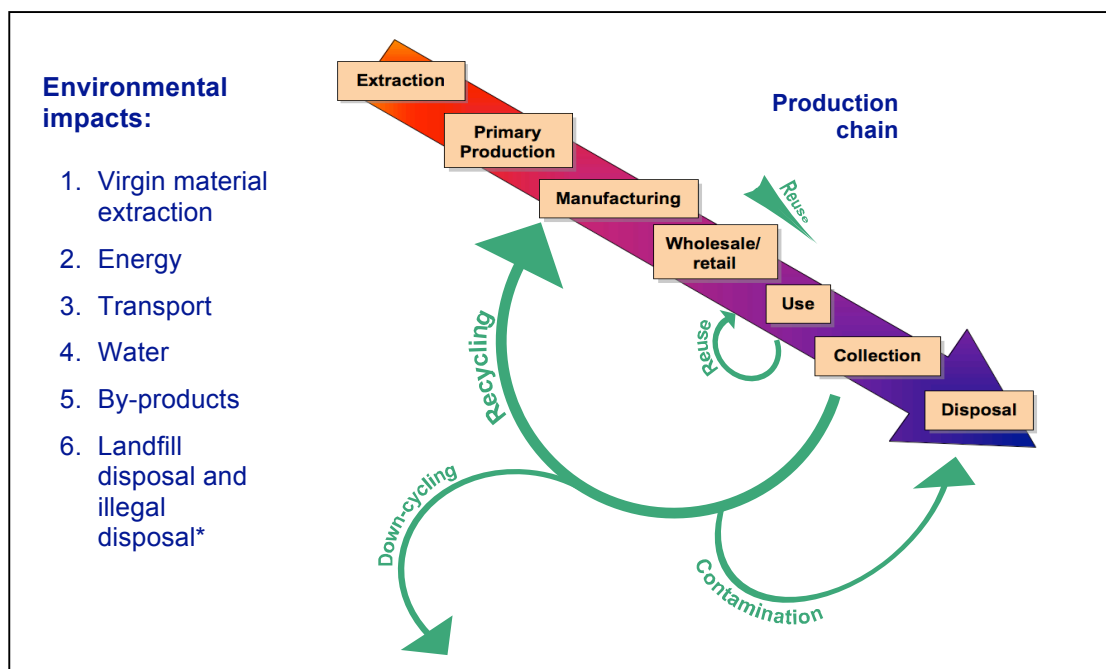 Environmental
impacts:
1. Virgin material
extraction
2. Energy
3. Transport
4. Water
5. By-products
6. Landfill
disposal and
illegal
disposal*
Production
chain
Extraction
Primary
Production
Manufacturing
Wholesale/
retail
Use
Collection
Disposal
Reuse
Reuse
Recycling
Down-cycling
Contamination